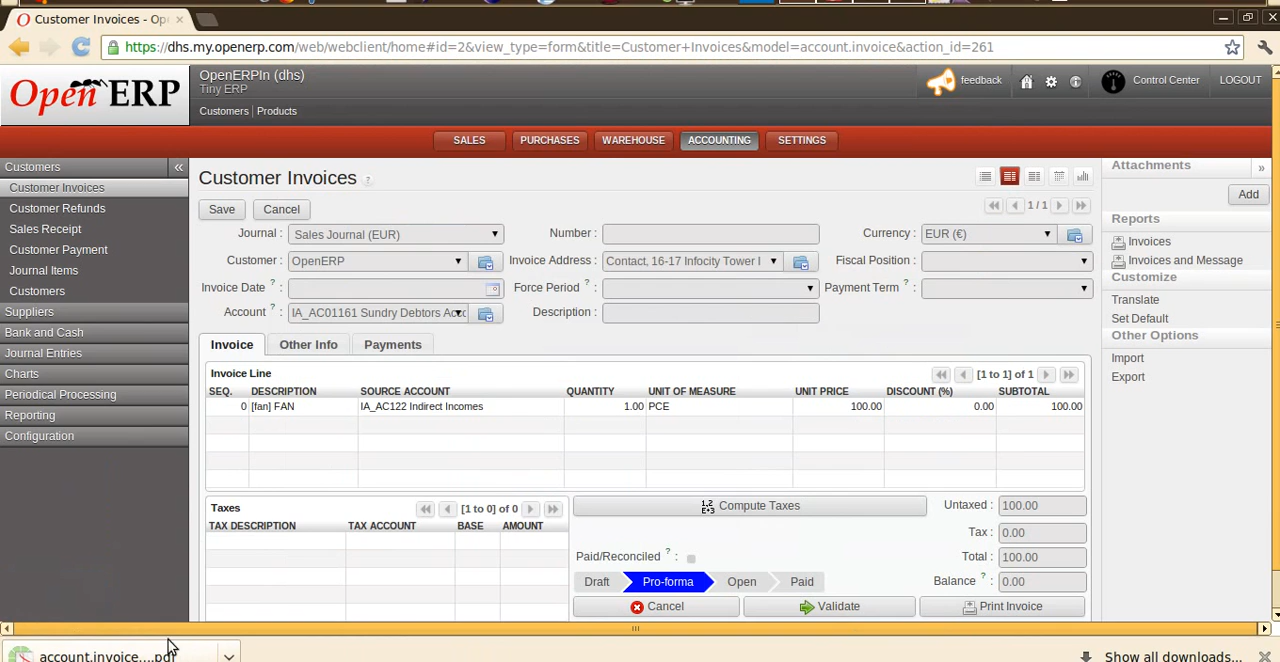 Customer Invoices - Op
https://dhs.my.openerp.com/web/webclient/home#id=2&view_type=form&title=Customer+Invoices&model=account.invoice&action_id=261
Open ERP
OpenERPIn (dhs)
Tiny ERP
Customers | Products
feedback
Control Center
LOGOUT
SALES
PURCHASES
WAREHOUSE
ACCOUNTING
SETTINGS
Customers «
Customer Invoices
Customer Refunds
Sales Receipt
Customer Payment
Journal Items
Customers
Suppliers
Bank and Cash
Journal Entries
Charts
Periodical Processing
Reporting
Configuration
Customer Invoices ?
Save Cancel
1 / 1
Journal : Sales Journal (EUR) Number : Currency : EUR (€)
Customer : OpenERP Invoice Address : Contact, 16-17 Infocity Tower I Fiscal Position :
Invoice Date ? : Force Period ? : Payment Term ? :
Account ? : IA_AC01161 Sundry Debtors Acc Description :
Invoice Other Info Payments
Invoice Line [1 to 1] of 1
SEQ. DESCRIPTION SOURCE ACCOUNT QUANTITY UNIT OF MEASURE UNIT PRICE DISCOUNT (%) SUBTOTAL
0 [fan] FAN IA_AC122 Indirect Incomes 1.00 PCE 100.00 0.00 100.00
Taxes [1 to 0] of 0
TAX DESCRIPTION TAX ACCOUNT BASE AMOUNT
Compute Taxes
Untaxed : 100.00
Tax : 0.00
Paid/Reconciled ? :
Total : 100.00
Draft Pro-forma Open Paid
Balance ? : 0.00
Cancel Validate Print Invoice
Attachments »
Add
Reports
Invoices
Invoices and Message
Customize
Translate
Set Default
Other Options
Import
Export
account.invoice....pdf
Show all downloads...